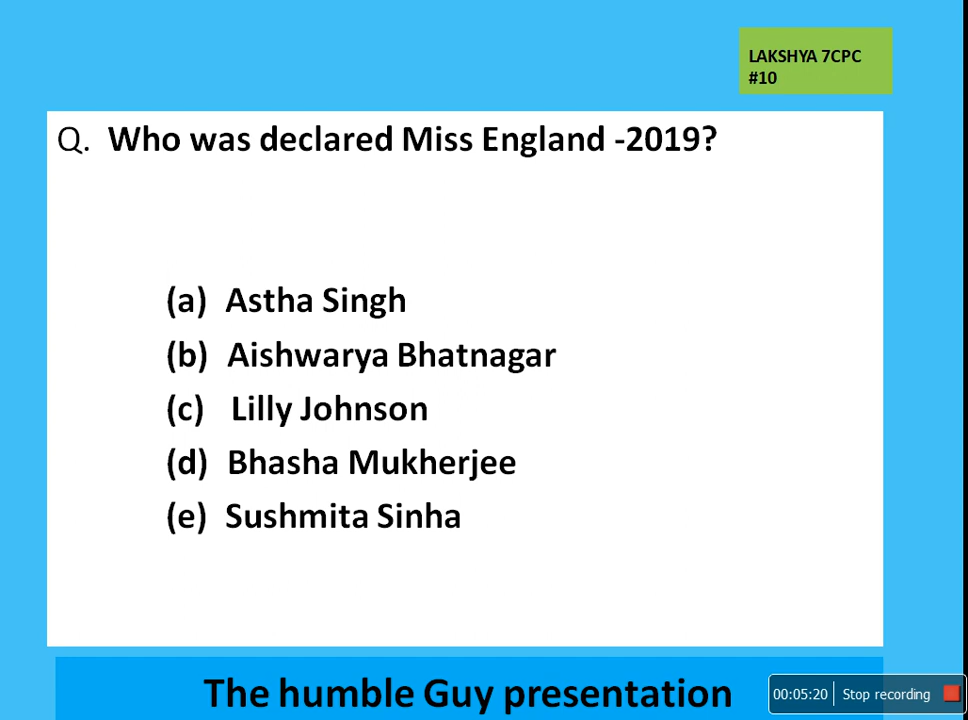 LAKSHYA 7CPC
#10
Q. Who was declared Miss England -2019?
(a) Astha Singh
(b) Aishwarya Bhatnagar
(c) Lilly Johnson
(d) Bhasha Mukherjee
(e) Sushmita Sinha
The humble Guy presentation
00:05:20 Stop recording